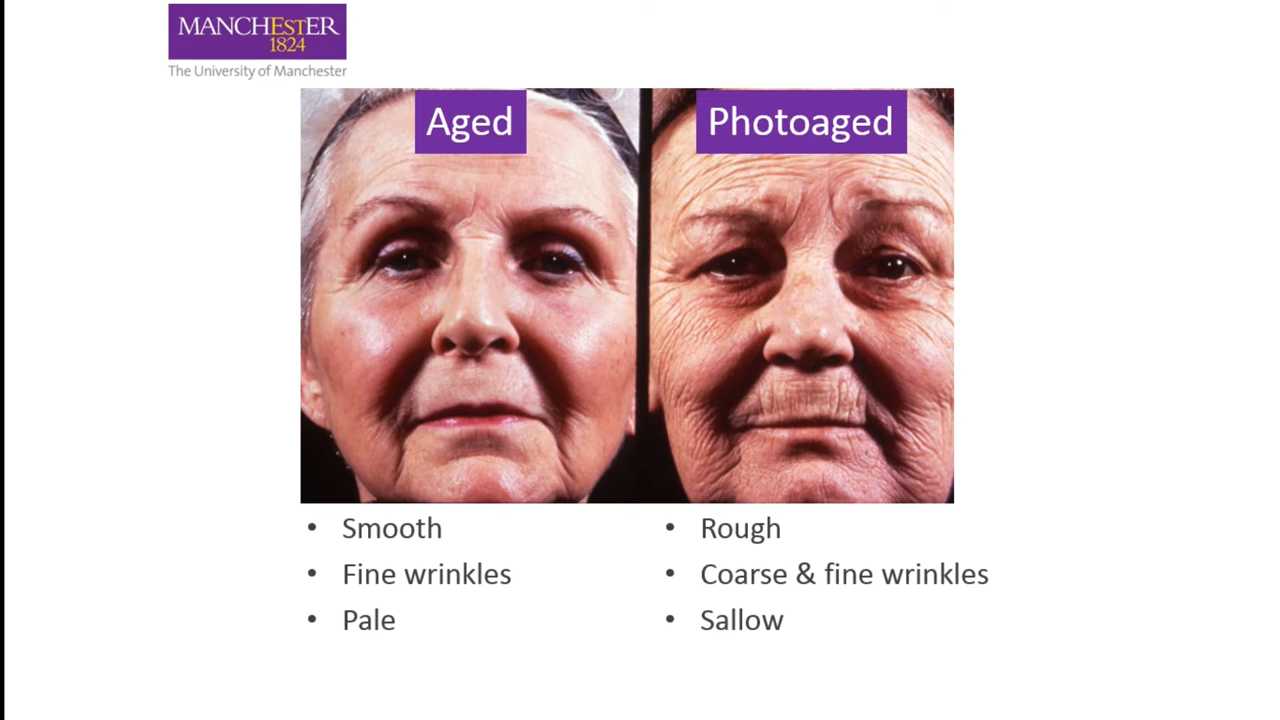 MANCHESTER
1824
The University of Manchester
Aged
Photoaged
• Smooth
• Fine wrinkles
• Pale
• Rough
• Coarse & fine wrinkles
• Sallow